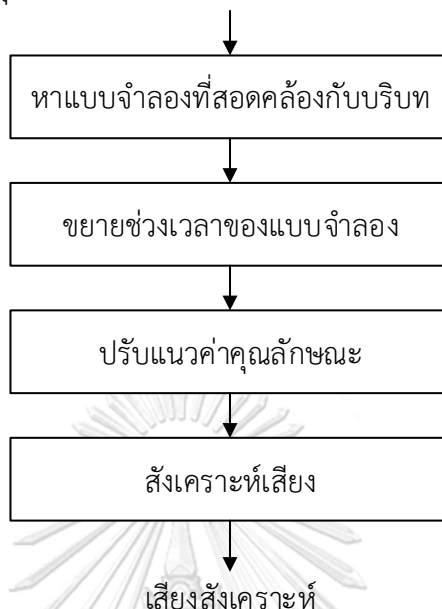 หาแบบจำลองที่สอดคล้องกับบริบท
ขยายช่วงเวลาของแบบจำลอง
ปรับแนวค่าคุณลักษณะ
สังเคราะห์เสียง
เสียงสังเคราะห์